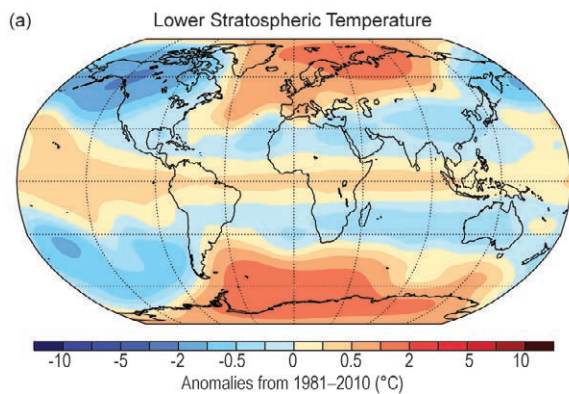 (a) Lower Stratospheric Temperature
-10 -5 -2 -0.5 0 0.5 2 5 10
Anomalies from 1981–2010 (°C)